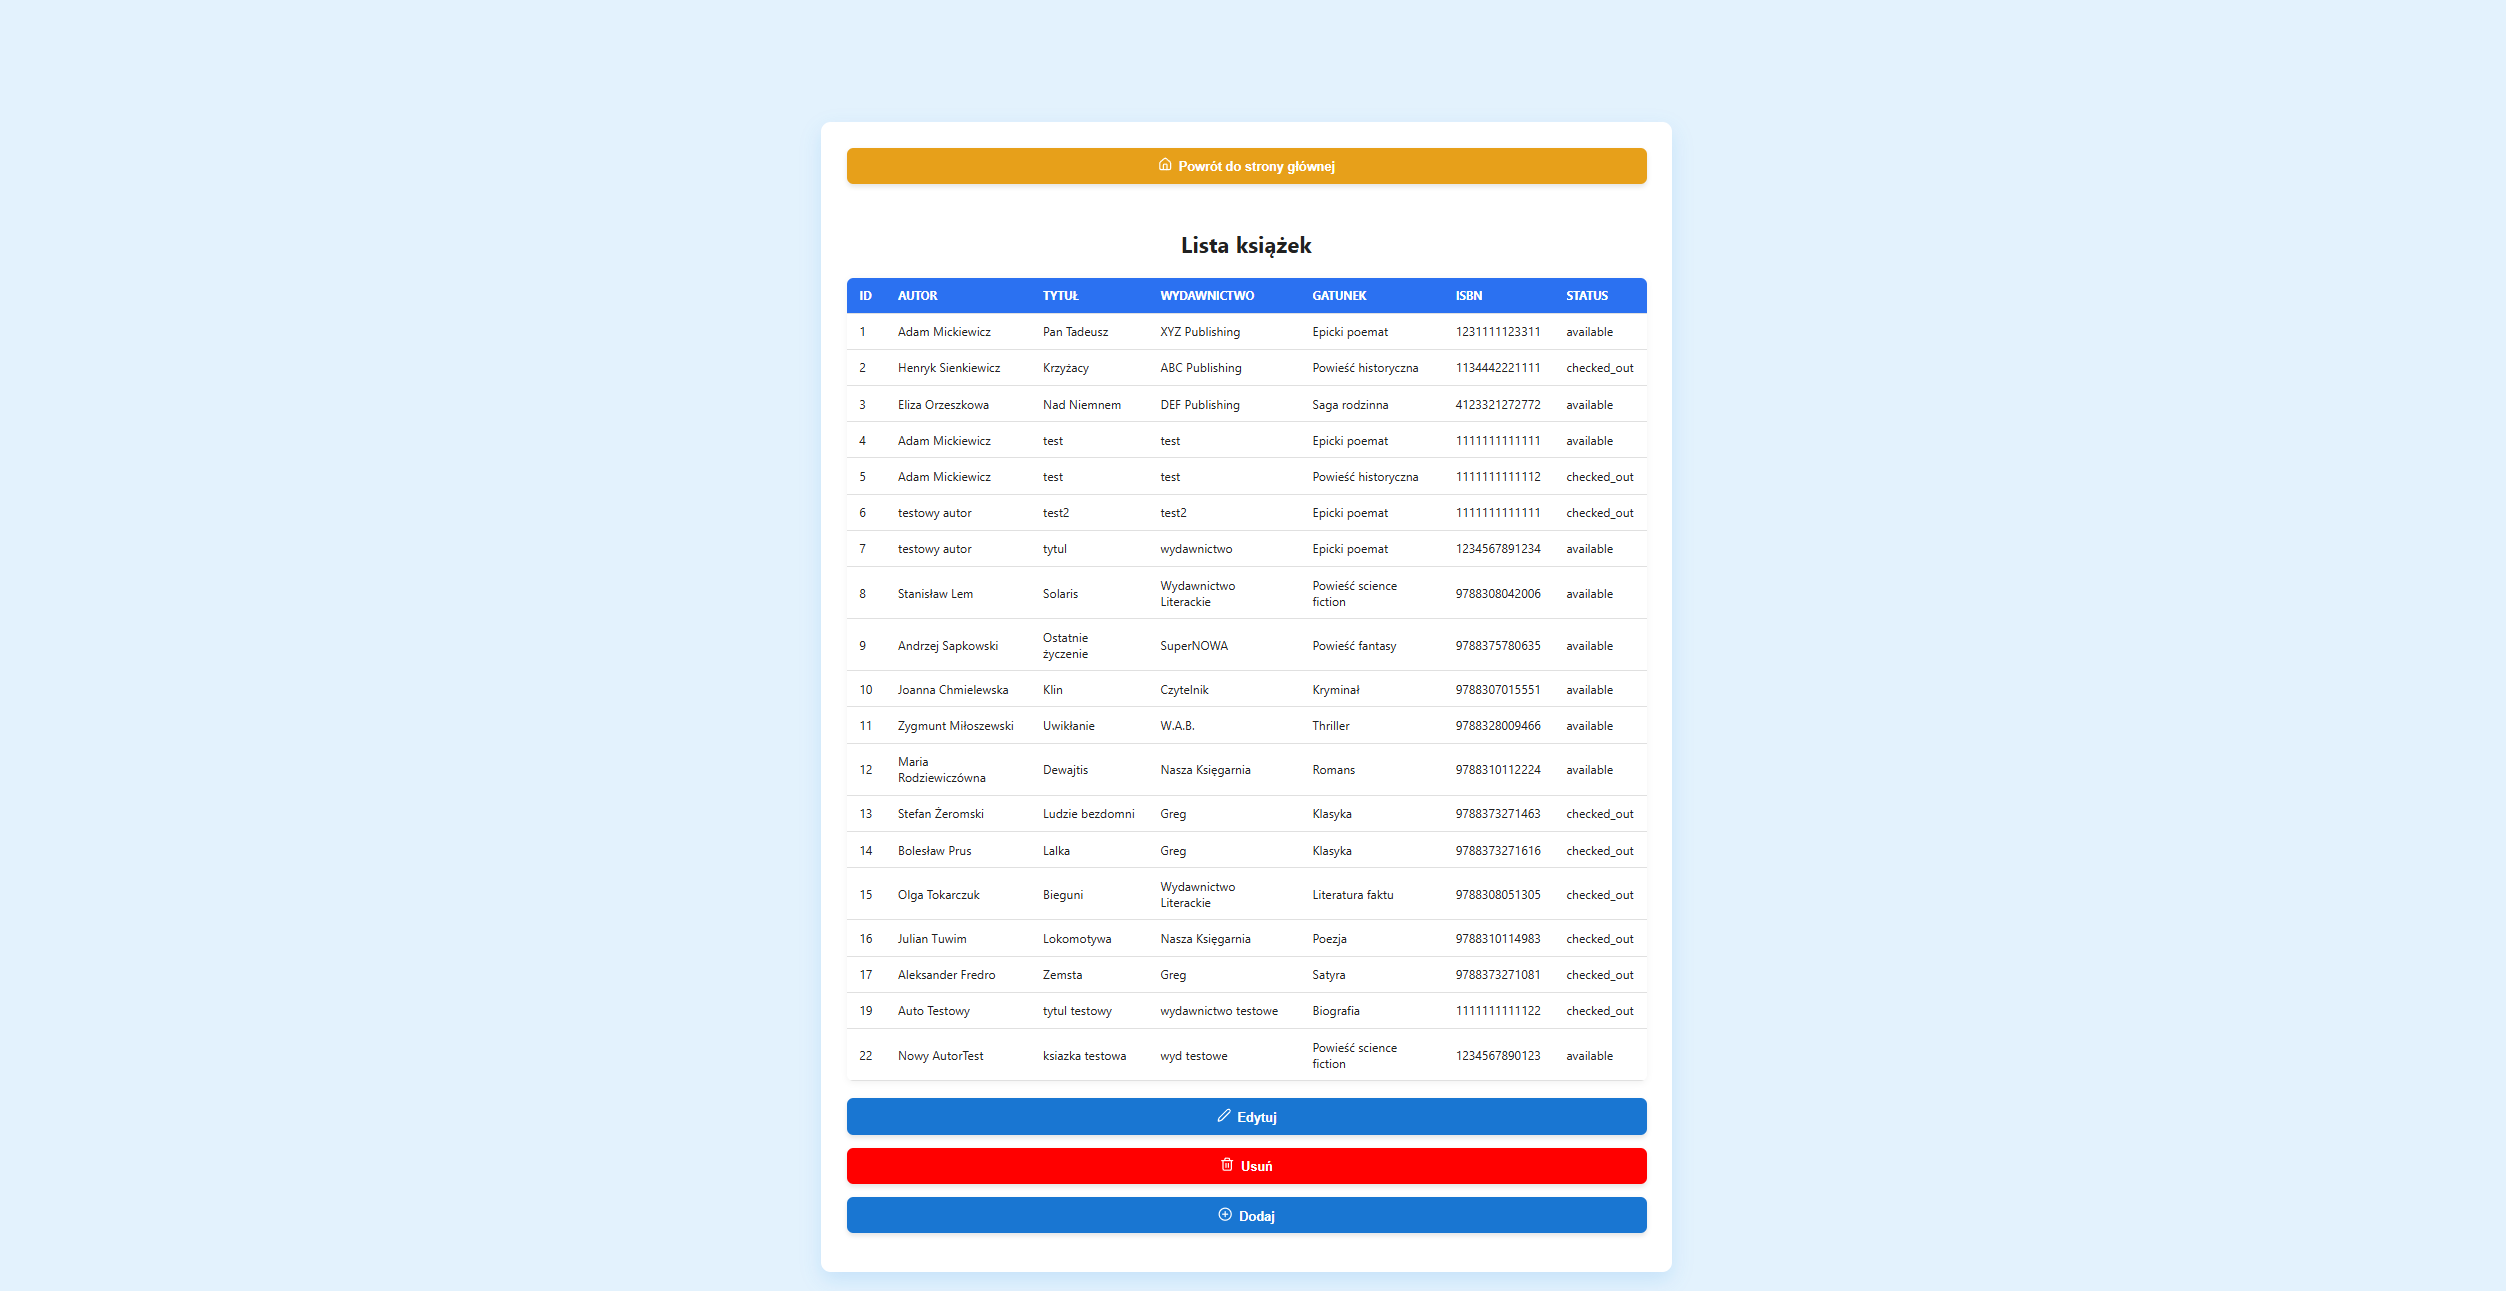 Powrót do strony głównej
Lista książek
ID AUTOR TYTUŁ WYDAWNICTWO GATUNEK ISBN STATUS
1 Adam Mickiewicz Pan Tadeusz XYZ Publishing Epicki poemat 1231111123311 available
2 Henryk Sienkiewicz Krzyżacy ABC Publishing Powieść historyczna 1134442221111 checked_out
3 Eliza Orzeszkowa Nad Niemnem DEF Publishing Saga rodzinna 4123321272772 available
4 Adam Mickiewicz test test Epicki poemat 1111111111111 available
5 Adam Mickiewicz test test Powieść historyczna 1111111111112 checked_out
6 testowy autor test2 test2 Epicki poemat 1111111111111 checked_out
7 testowy autor tytul wydawnictwo Epicki poemat 1234567891234 available
8 Stanisław Lem Solaris Wydawnictwo Literackie Powieść science fiction 9788308042006 available
9 Andrzej Sapkowski Ostatnie życzenie SuperNOWA Powieść fantasy 9788375780635 available
10 Joanna Chmielewska Klin Czytelnik Kryminał 9788307015551 available
11 Zygmunt Miłoszewski Uwikłanie W.A.B. Thriller 9788328009466 available
12 Maria Rodziewiczówna Dewajtis Nasza Księgarnia Romans 9788310112224 available
13 Stefan Żeromski Ludzie bezdomni Greg Klasyka 9788373271463 checked_out
14 Bolesław Prus Lalka Greg Klasyka 9788373271616 checked_out
15 Olga Tokarczuk Bieguni Wydawnictwo Literackie Literatura faktu 9788308051305 checked_out
16 Julian Tuwim Lokomotywa Nasza Księgarnia Poezja 9788310114983 checked_out
17 Aleksander Fredro Zemsta Greg Satyra 9788373271081 checked_out
19 Auto Testowy tytul testowy wydawnictwo testowe Biografia 1111111111122 checked_out
22 Nowy AutorTest ksiazka testowa wyd testowe Powieść science fiction 1234567890123 available
Edytuj
Usuń
Dodaj